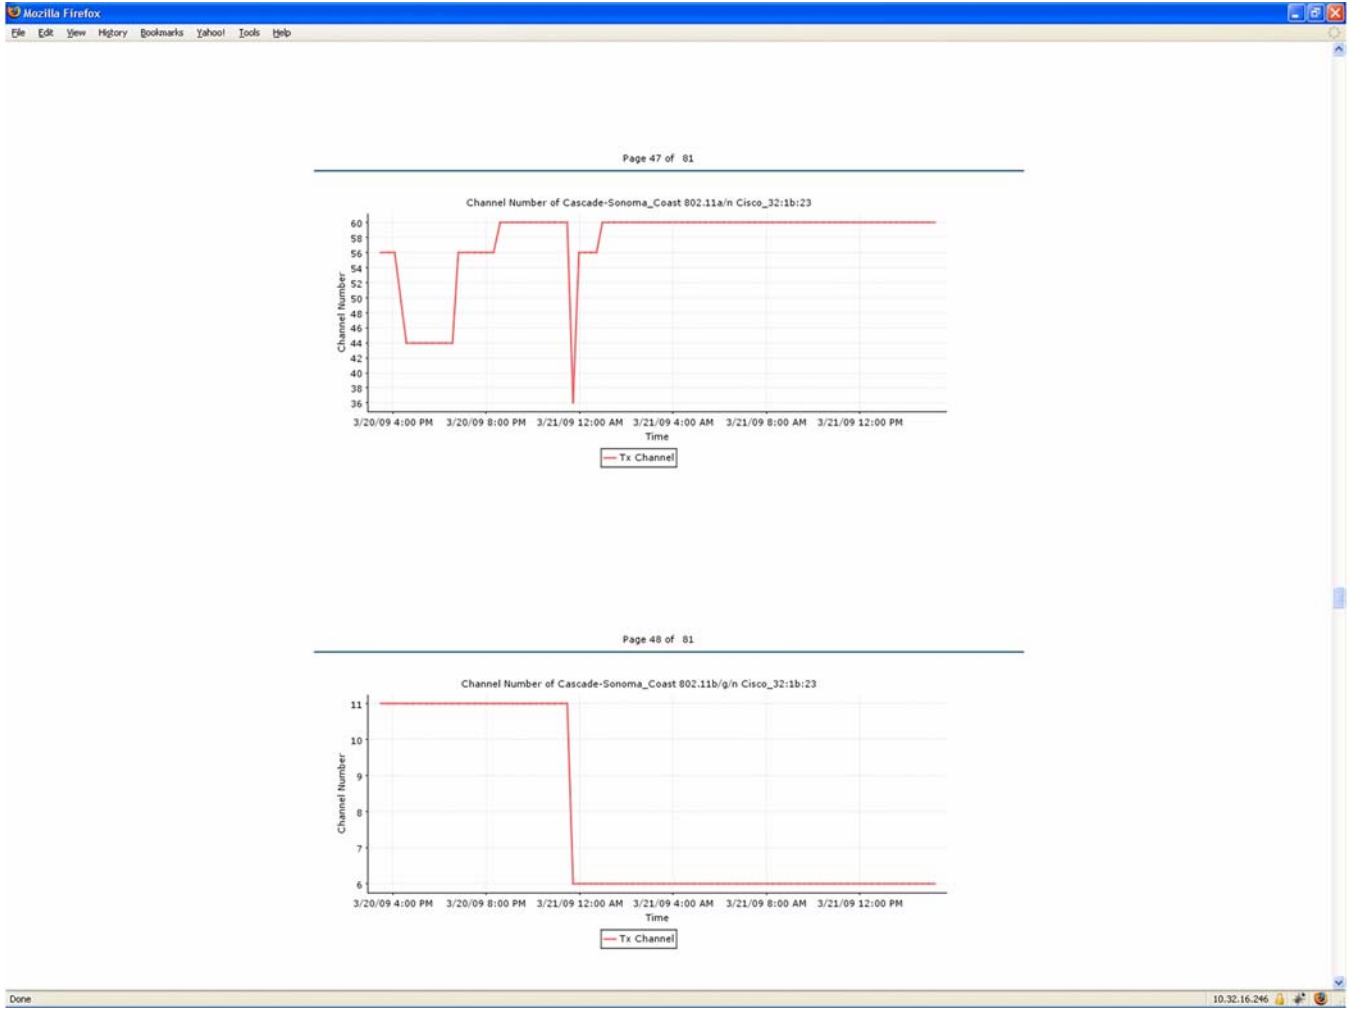 Mozilla Firefox
File Edit View History Bookmarks Yahoo! Tools Help
Page 47 of 81
Channel Number of Cascade-Sonoma_Coast 802.11a/n Cisco_32:1b:23
60
58
56
54
52
50
48
46
44
42
40
38
36
Channel Number
3/20/09 4:00 PM 3/20/09 8:00 PM 3/21/09 12:00 AM 3/21/09 4:00 AM 3/21/09 8:00 AM 3/21/09 12:00 PM
Time
Tx Channel
Page 48 of 81
Channel Number of Cascade-Sonoma_Coast 802.11b/g/n Cisco_32:1b:23
11
10
9
8
7
6
Channel Number
3/20/09 4:00 PM 3/20/09 8:00 PM 3/21/09 12:00 AM 3/21/09 4:00 AM 3/21/09 8:00 AM 3/21/09 12:00 PM
Time
Tx Channel
Done 10.32.16.246